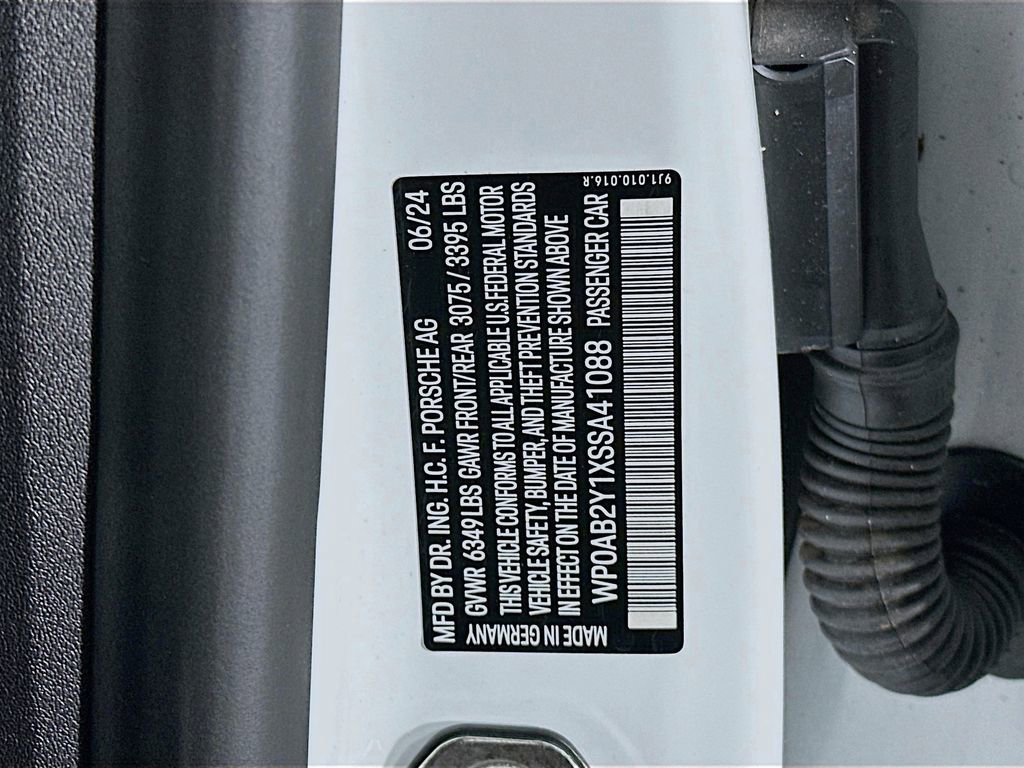 MFD BY DR. ING. H.C. F. PORSCHE AG 06/24
GVWR 6349 LBS GAWR FRONT/REAR 3075 / 3395 LBS
THIS VEHICLE CONFORMS TO ALL APPLICABLE U.S. FEDERAL MOTOR
VEHICLE SAFETY, BUMPER, AND THEFT PREVENTION STANDARDS
IN EFFECT ON THE DATE OF MANUFACTURE SHOWN ABOVE
WP0AB2Y1XSSA41088 PASSENGER CAR
MADE IN GERMANY
9J1.010.016.R